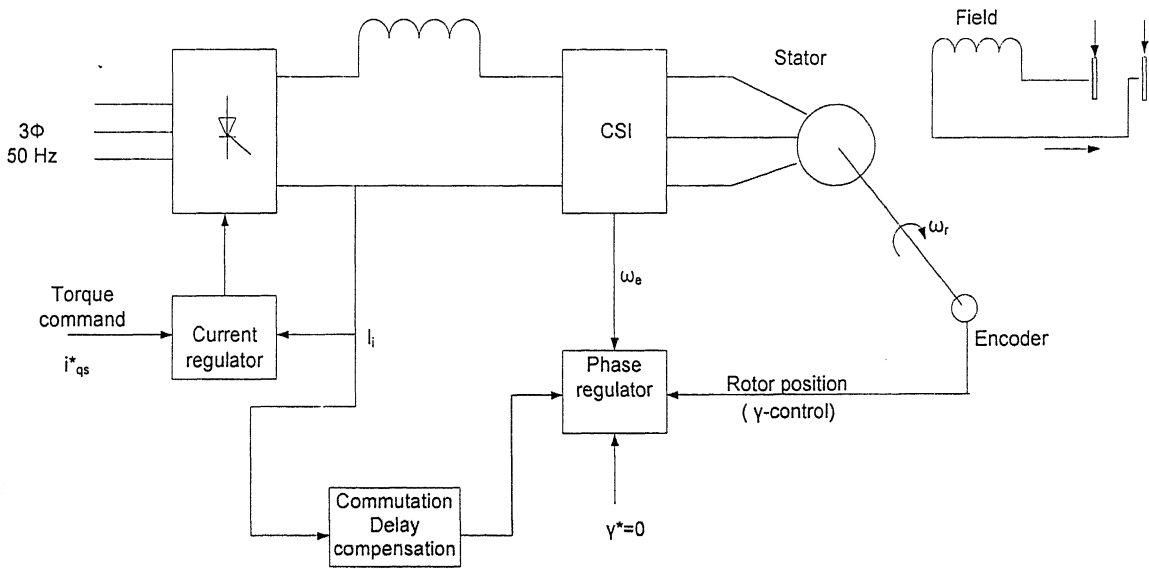 Field
Stator
3Φ
50 Hz
CSI
ωr
ωe
Torque
command
i*qs
Current
regulator
Ii
Encoder
Phase
regulator
Rotor position
( γ-control)
Commutation
Delay
compensation
γ*=0